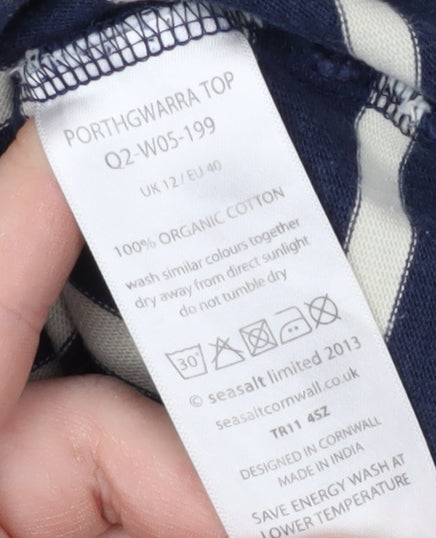 PORTHGWARRA TOP
Q2-W05-199
UK 12 / EU 40
100% ORGANIC COTTON
wash similar colours together
dry away from direct sunlight
do not tumble dry
30°
© seasalt limited 2013
seasaltcornwall.co.uk
TR11 4SZ
DESIGNED IN CORNWALL
MADE IN INDIA
SAVE ENERGY WASH AT
LOWER TEMPERATURE